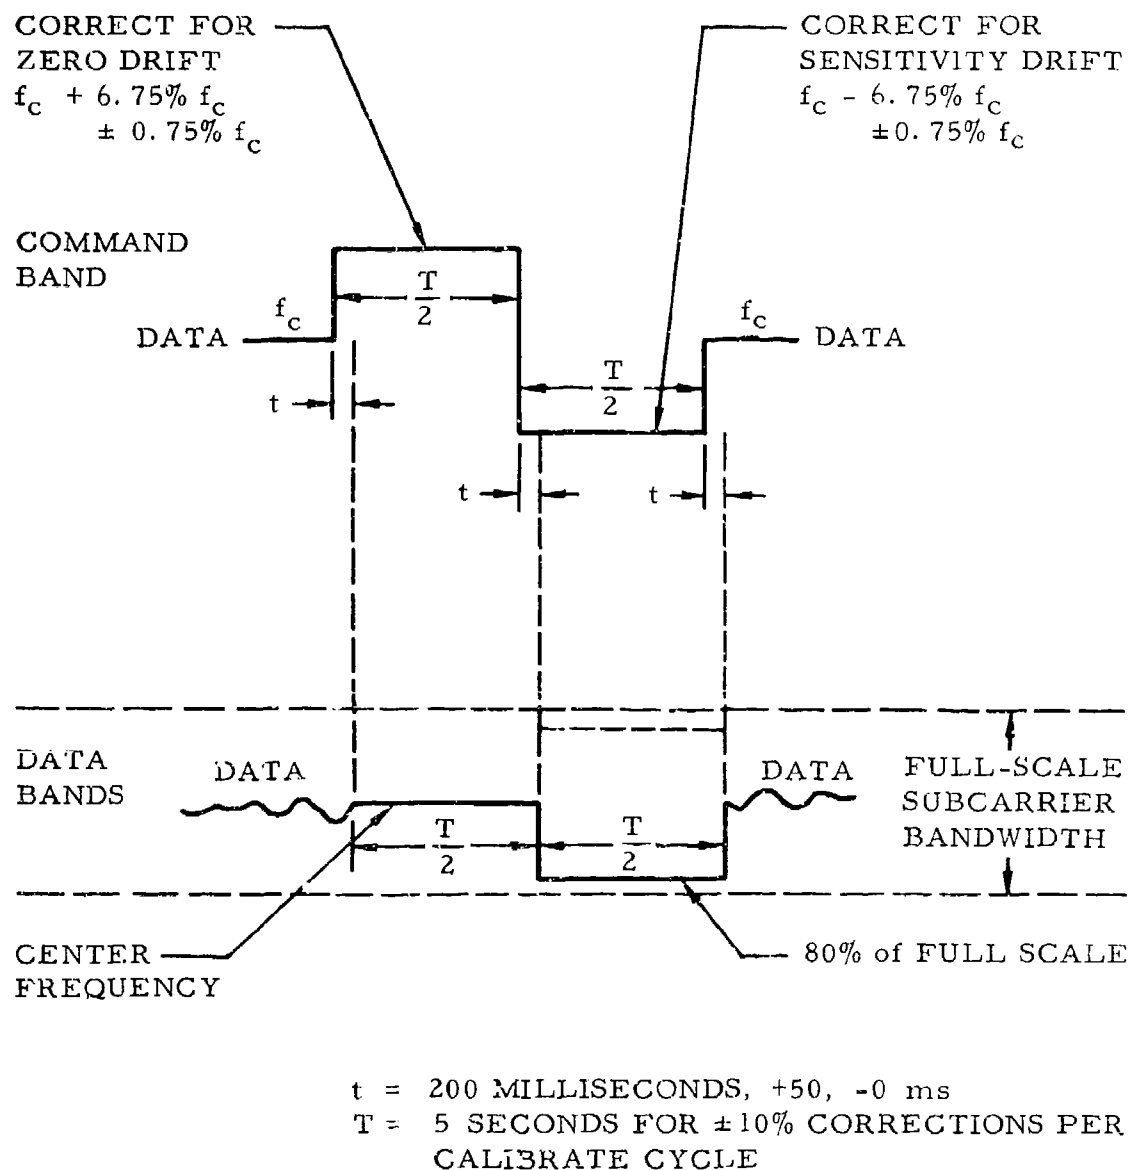 CORRECT FOR
ZERO DRIFT
f_c + 6.75% f_c
± 0.75% f_c
CORRECT FOR
SENSITIVITY DRIFT
f_c - 6.75% f_c
±0.75% f_c
COMMAND
BAND
T/2
f_c
DATA
f_c
DATA
T/2
t
t
t
DATA
BANDS
DATA
DATA
FULL-SCALE
SUBCARRIER
BANDWIDTH
T/2
T/2
CENTER
FREQUENCY
80% of FULL SCALE
t = 200 MILLISECONDS, +50, -0 ms
T = 5 SECONDS FOR ±10% CORRECTIONS PER
CALIBRATE CYCLE